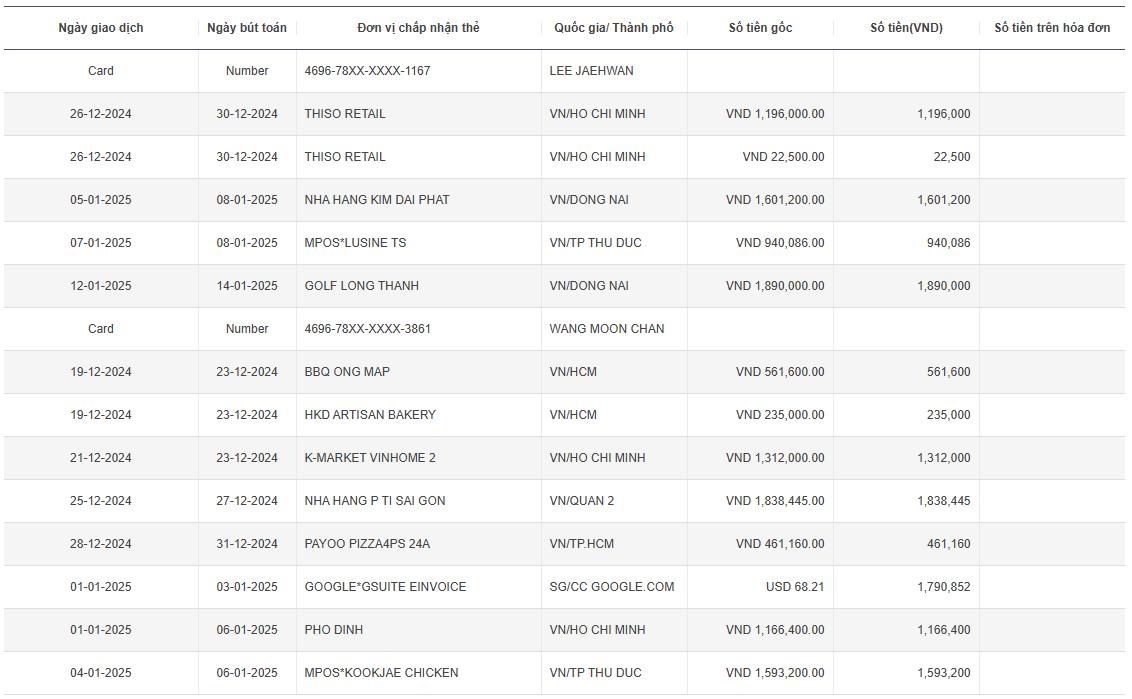 Ngày giao dịch Ngày bút toán Đơn vị chấp nhận thẻ Quốc gia/ Thành phố Số tiền gốc Số tiền(VND) Số tiền trên hóa đơn
Card Number 4696-78XX-XXXX-1167 LEE JAEHWAN
26-12-2024 30-12-2024 THISO RETAIL VN/HO CHI MINH VND 1,196,000.00 1,196,000
26-12-2024 30-12-2024 THISO RETAIL VN/HO CHI MINH VND 22,500.00 22,500
05-01-2025 08-01-2025 NHA HANG KIM DAI PHAT VN/DONG NAI VND 1,601,200.00 1,601,200
07-01-2025 08-01-2025 MPOS*LUSINE TS VN/TP THU DUC VND 940,086.00 940,086
12-01-2025 14-01-2025 GOLF LONG THANH VN/DONG NAI VND 1,890,000.00 1,890,000
Card Number 4696-78XX-XXXX-3861 WANG MOON CHAN
19-12-2024 23-12-2024 BBQ ONG MAP VN/HCM VND 561,600.00 561,600
19-12-2024 23-12-2024 HKD ARTISAN BAKERY VN/HCM VND 235,000.00 235,000
21-12-2024 23-12-2024 K-MARKET VINHOME 2 VN/HO CHI MINH VND 1,312,000.00 1,312,000
25-12-2024 27-12-2024 NHA HANG P TI SAI GON VN/QUAN 2 VND 1,838,445.00 1,838,445
28-12-2024 31-12-2024 PAYOO PIZZA4PS 24A VN/TP.HCM VND 461,160.00 461,160
01-01-2025 03-01-2025 GOOGLE*GSUITE EINVOICE SG/CC GOOGLE.COM USD 68.21 1,790,852
01-01-2025 06-01-2025 PHO DINH VN/HO CHI MINH VND 1,166,400.00 1,166,400
04-01-2025 06-01-2025 MPOS*KOOKJAE CHICKEN VN/TP THU DUC VND 1,593,200.00 1,593,200